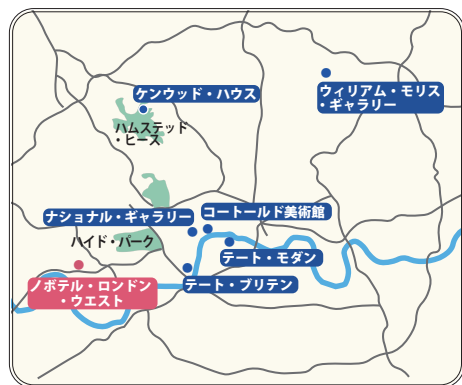 ケンウッド・ハウス
ウィリアム・モリス
・ギャラリー
ハムステッド
・ヒース
ナショナル・ギャラリー
コートールド美術館
ハイド・パーク
テート・モダン
テート・ブリテン
ノボテル・ロンドン
・ウエスト